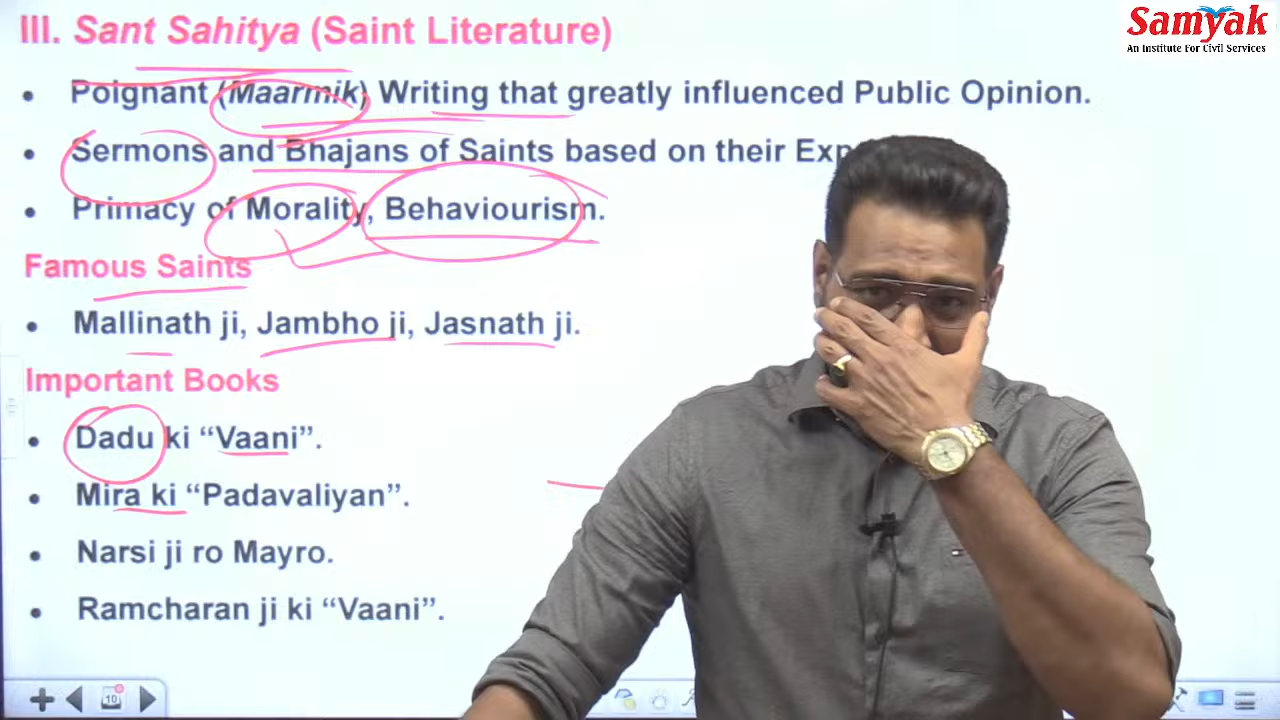 III. Sant Sahitya (Saint Literature)
Samyak
An Institute For Civil Services
• Poignant (Maarmik) Writing that greatly influenced Public Opinion.
• Sermons and Bhajans of Saints based on their
• Primacy of Morality, Behaviourism.
Famous Saints
• Mallinath ji, Jambho ji, Jasnath ji.
Important Books
• Dadu ki “Vaani”.
• Mira ki “Padavaliyan”.
• Narsi ji ro Mayro.
• Ramcharan ji ki “Vaani”.
10